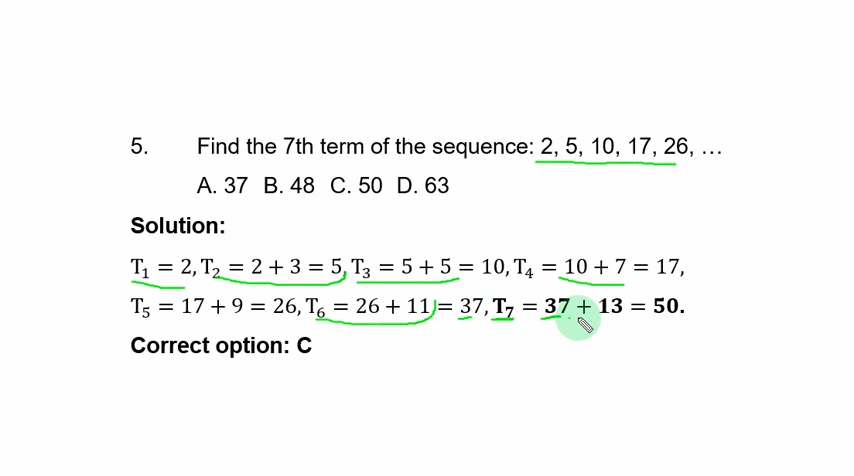 5. Find the 7th term of the sequence: 2, 5, 10, 17, 26, …
A. 37 B. 48 C. 50 D. 63
Solution:
T₁ = 2, T₂ = 2 + 3 = 5, T₃ = 5 + 5 = 10, T₄ = 10 + 7 = 17,
T₅ = 17 + 9 = 26, T₆ = 26 + 11 = 37, T₇ = 37 + 13 = 50.
Correct option: C